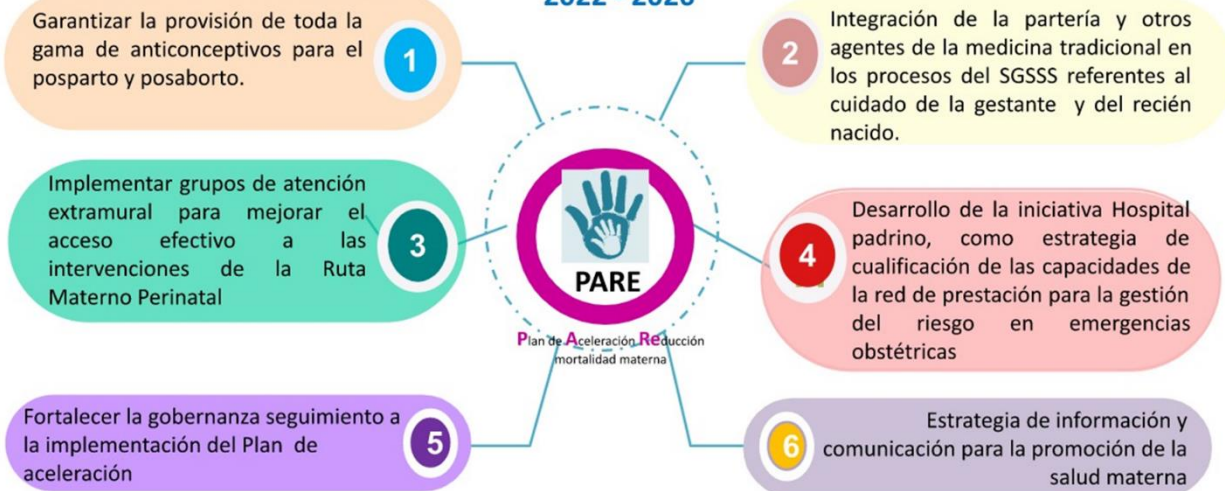 2022 - 2026
Garantizar la provisión de toda la
gama de anticonceptivos para el
posparto y posaborto.
1
2
Integración de la partería y otros
agentes de la medicina tradicional en
los procesos del SGSSS referentes al
cuidado de la gestante y del recién
nacido.
Implementar grupos de atención
extramural para mejorar el
acceso efectivo a las
intervenciones de la Ruta
Materno Perinatal
3
PARE
Plan de Aceleración Reducción
mortalidad materna
4
Desarrollo de la iniciativa Hospital
padrino, como estrategia de
cualificación de las capacidades de
la red de prestación para la gestión
del riesgo en emergencias
obstétricas
Fortalecer la gobernanza seguimiento a
la implementación del Plan de
aceleración
5
6
Estrategia de información y
comunicación para la promoción de la
salud materna